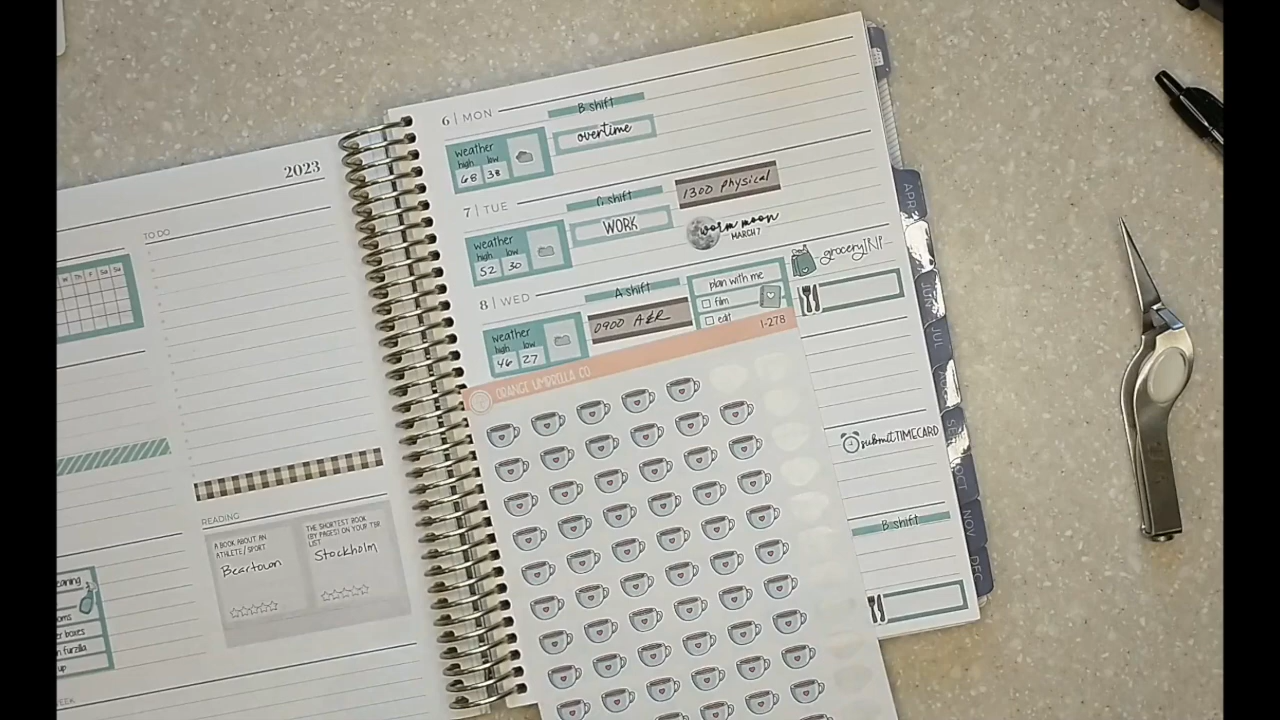 2023
TO DO
W Th F Sa Su
READING
A BOOK ABOUT AN
ATHLETE/SPORT
Beartown
THE SHORTEST BOOK
(BY PAGES) ON YOUR TBR
LIST
Stockholm
6 | MON
B shift
overtime
weather
high low
68 38
7 | TUE
C shift
WORK
1300 Physical
weather
high low
52 30
worm moon
MARCH 7
8 | WED
A shift
0900 A&R
weather
high low
46 27
plan with me
film
edit
grocery
submit TIMECARD
B shift
ORANGE UMBRELLA CO.
I-278
APR
JUN
JUL
OCT
NOV
DEC